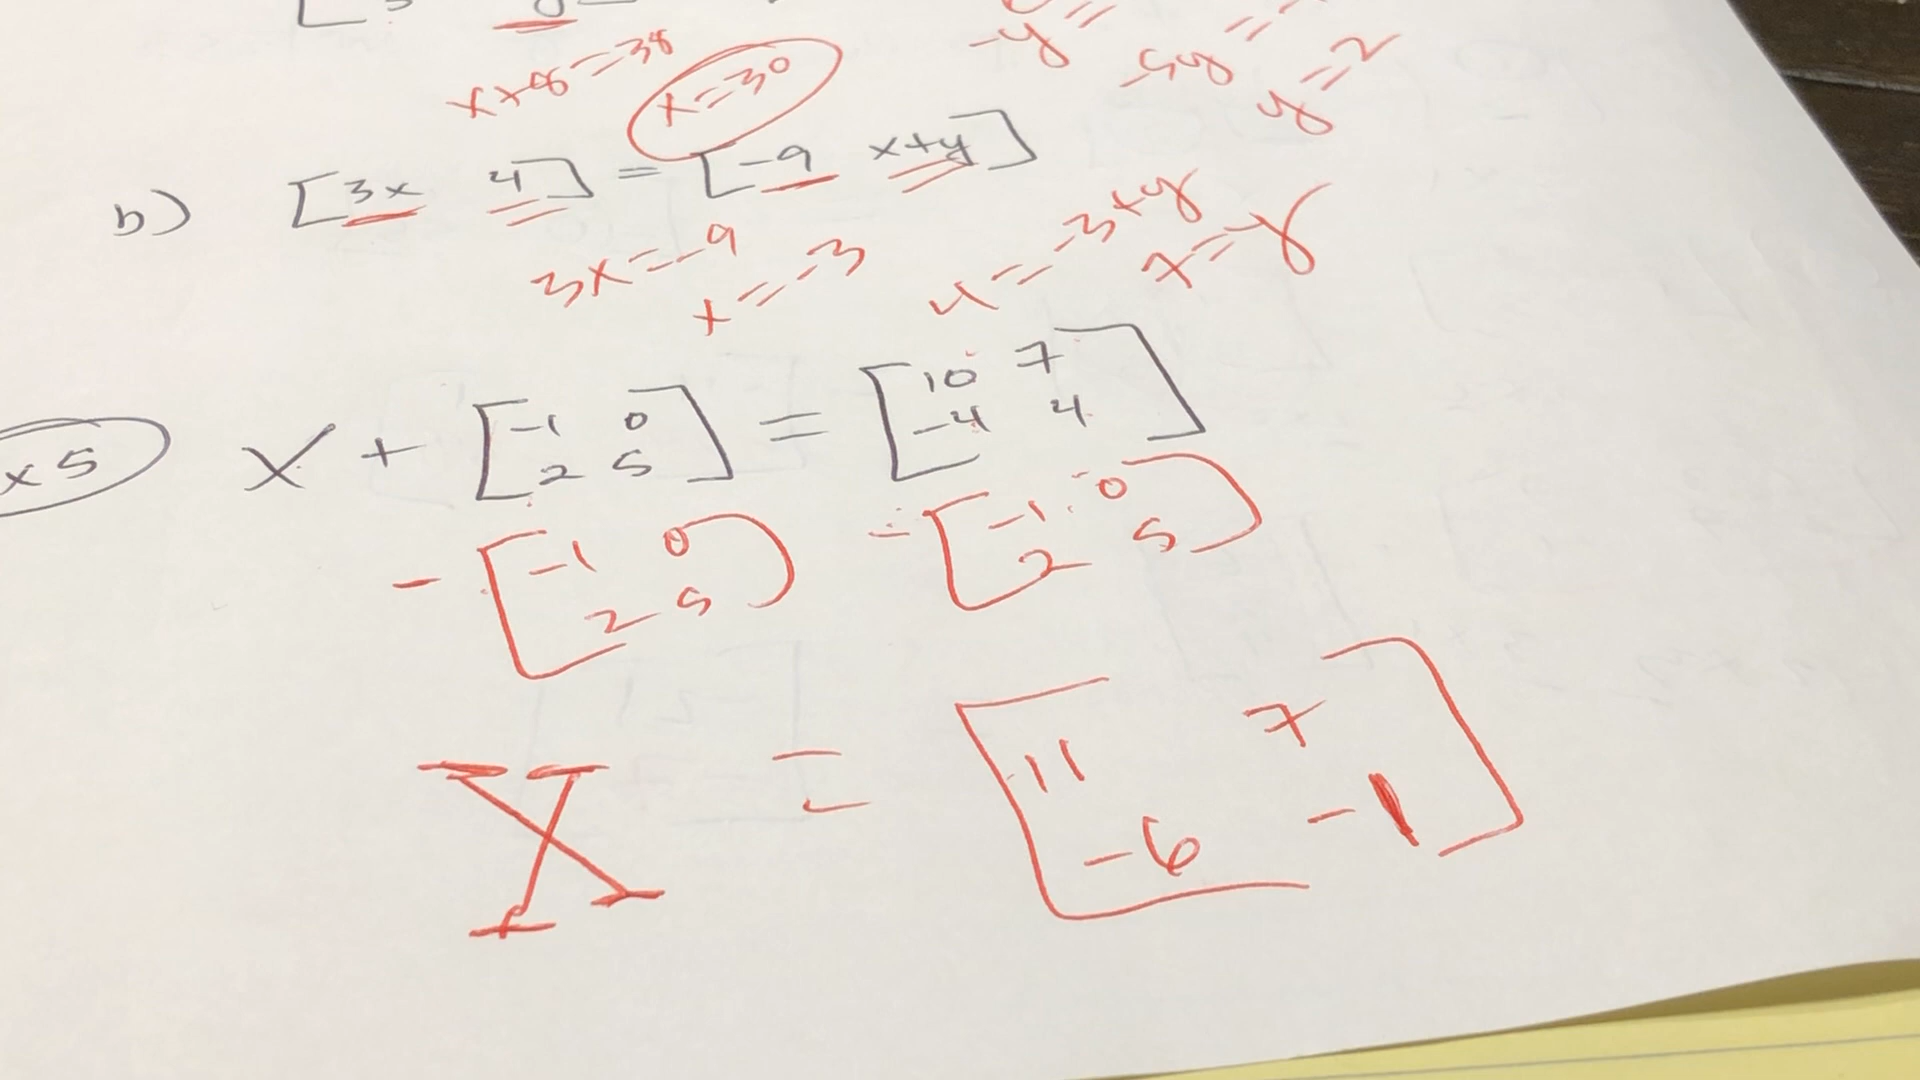 x+8=38 x=30 -y= -5y= y=2
b) [3x 4] = [-9 x+y]
3x=-9 x=-3 4=-3+y 7=y
x5 X + [-1 0 = [10 7
2 5] -4 4]
- [-1 0 - [-1 0
2 5] 2 5]
X = [11 7
-6 -1]